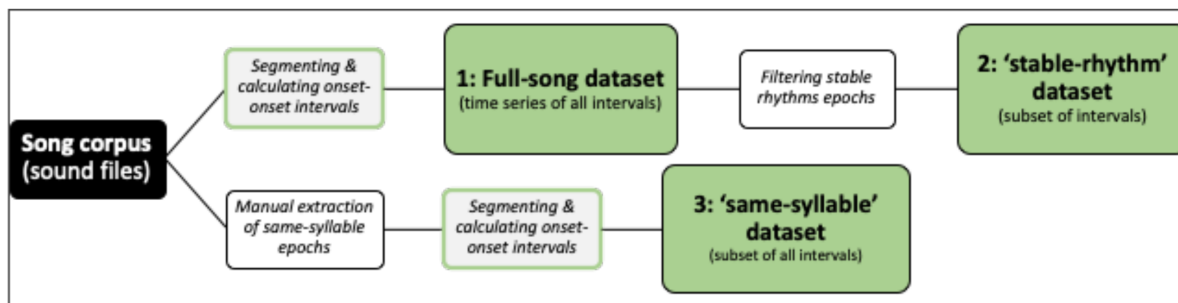 Song corpus
(sound files)
Segmenting &
calculating onset-
onset intervals
1: Full-song dataset
(time series of all intervals)
Filtering stable
rhythms epochs
2: ‘stable-rhythm’
dataset
(subset of intervals)
Manual extraction
of same-syllable
epochs
Segmenting &
calculating onset-
onset intervals
3: ‘same-syllable’
dataset
(subset of all intervals)